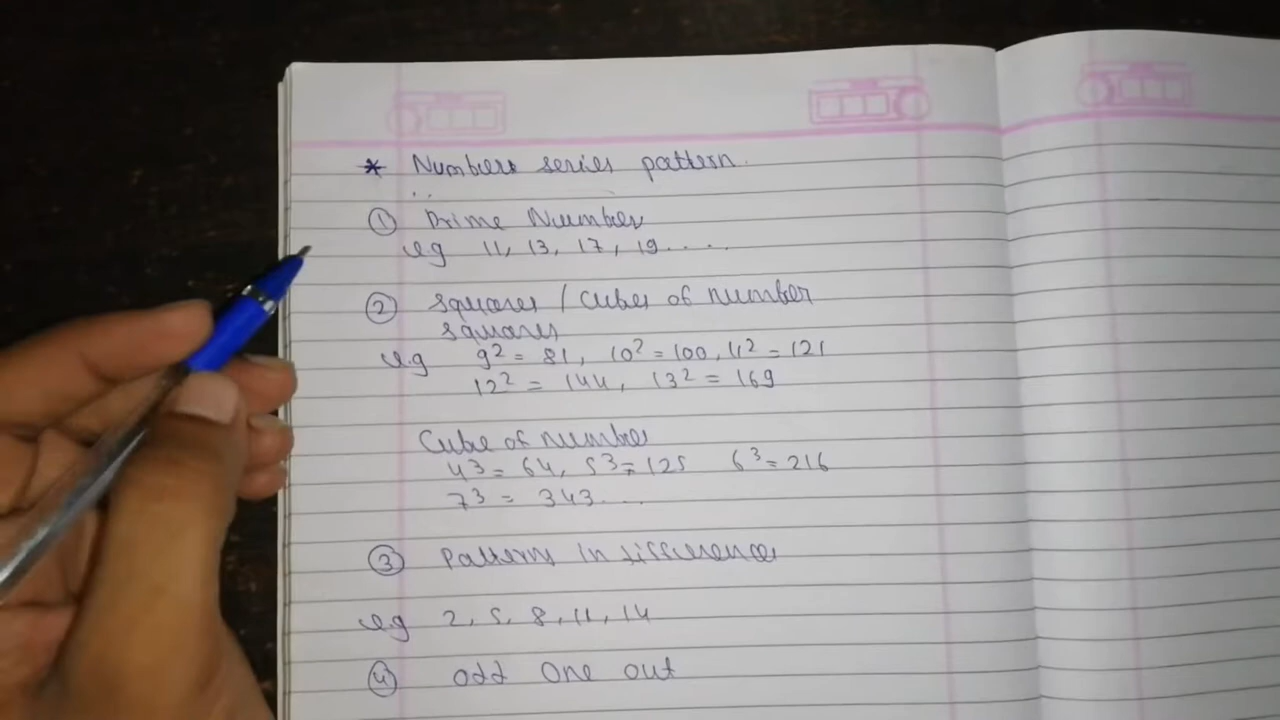 * Numbers series pattern.
① Prime Number
eg 11, 13, 17, 19.....
② Squares / Cubes of number
squares
e.g 9² = 81, 10² = 100, 11² = 121
12² = 144, 13² = 169
Cube of number
4³ = 64, 5³ = 125 6³ = 216
7³ = 343....
③ Patterns In difference
e.g 2, 5, 8, 11, 14
④ odd One out